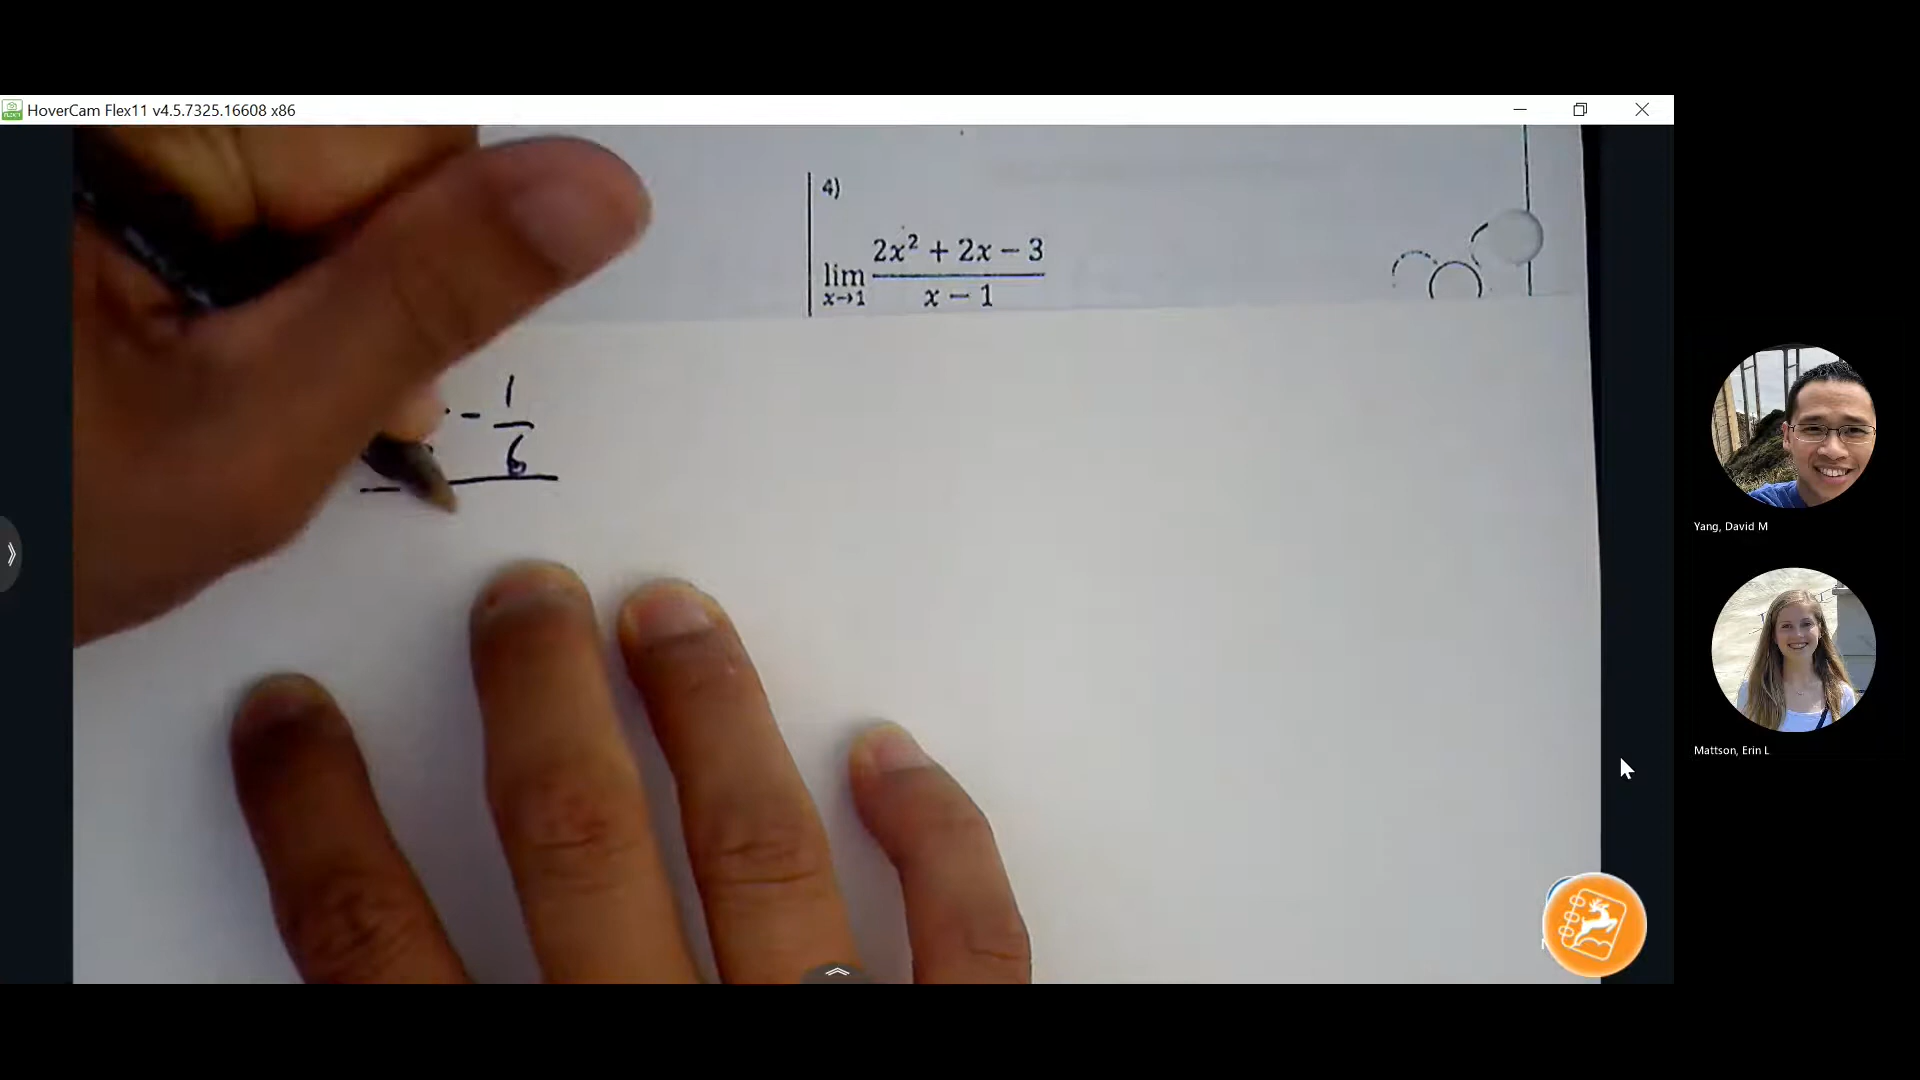 HoverCam Flex11 v4.5.7325.16608 x86
4)
lim x→1 (2x² + 2x − 3)/(x − 1)
− 1/6
Yang, David M
Mattson, Erin L